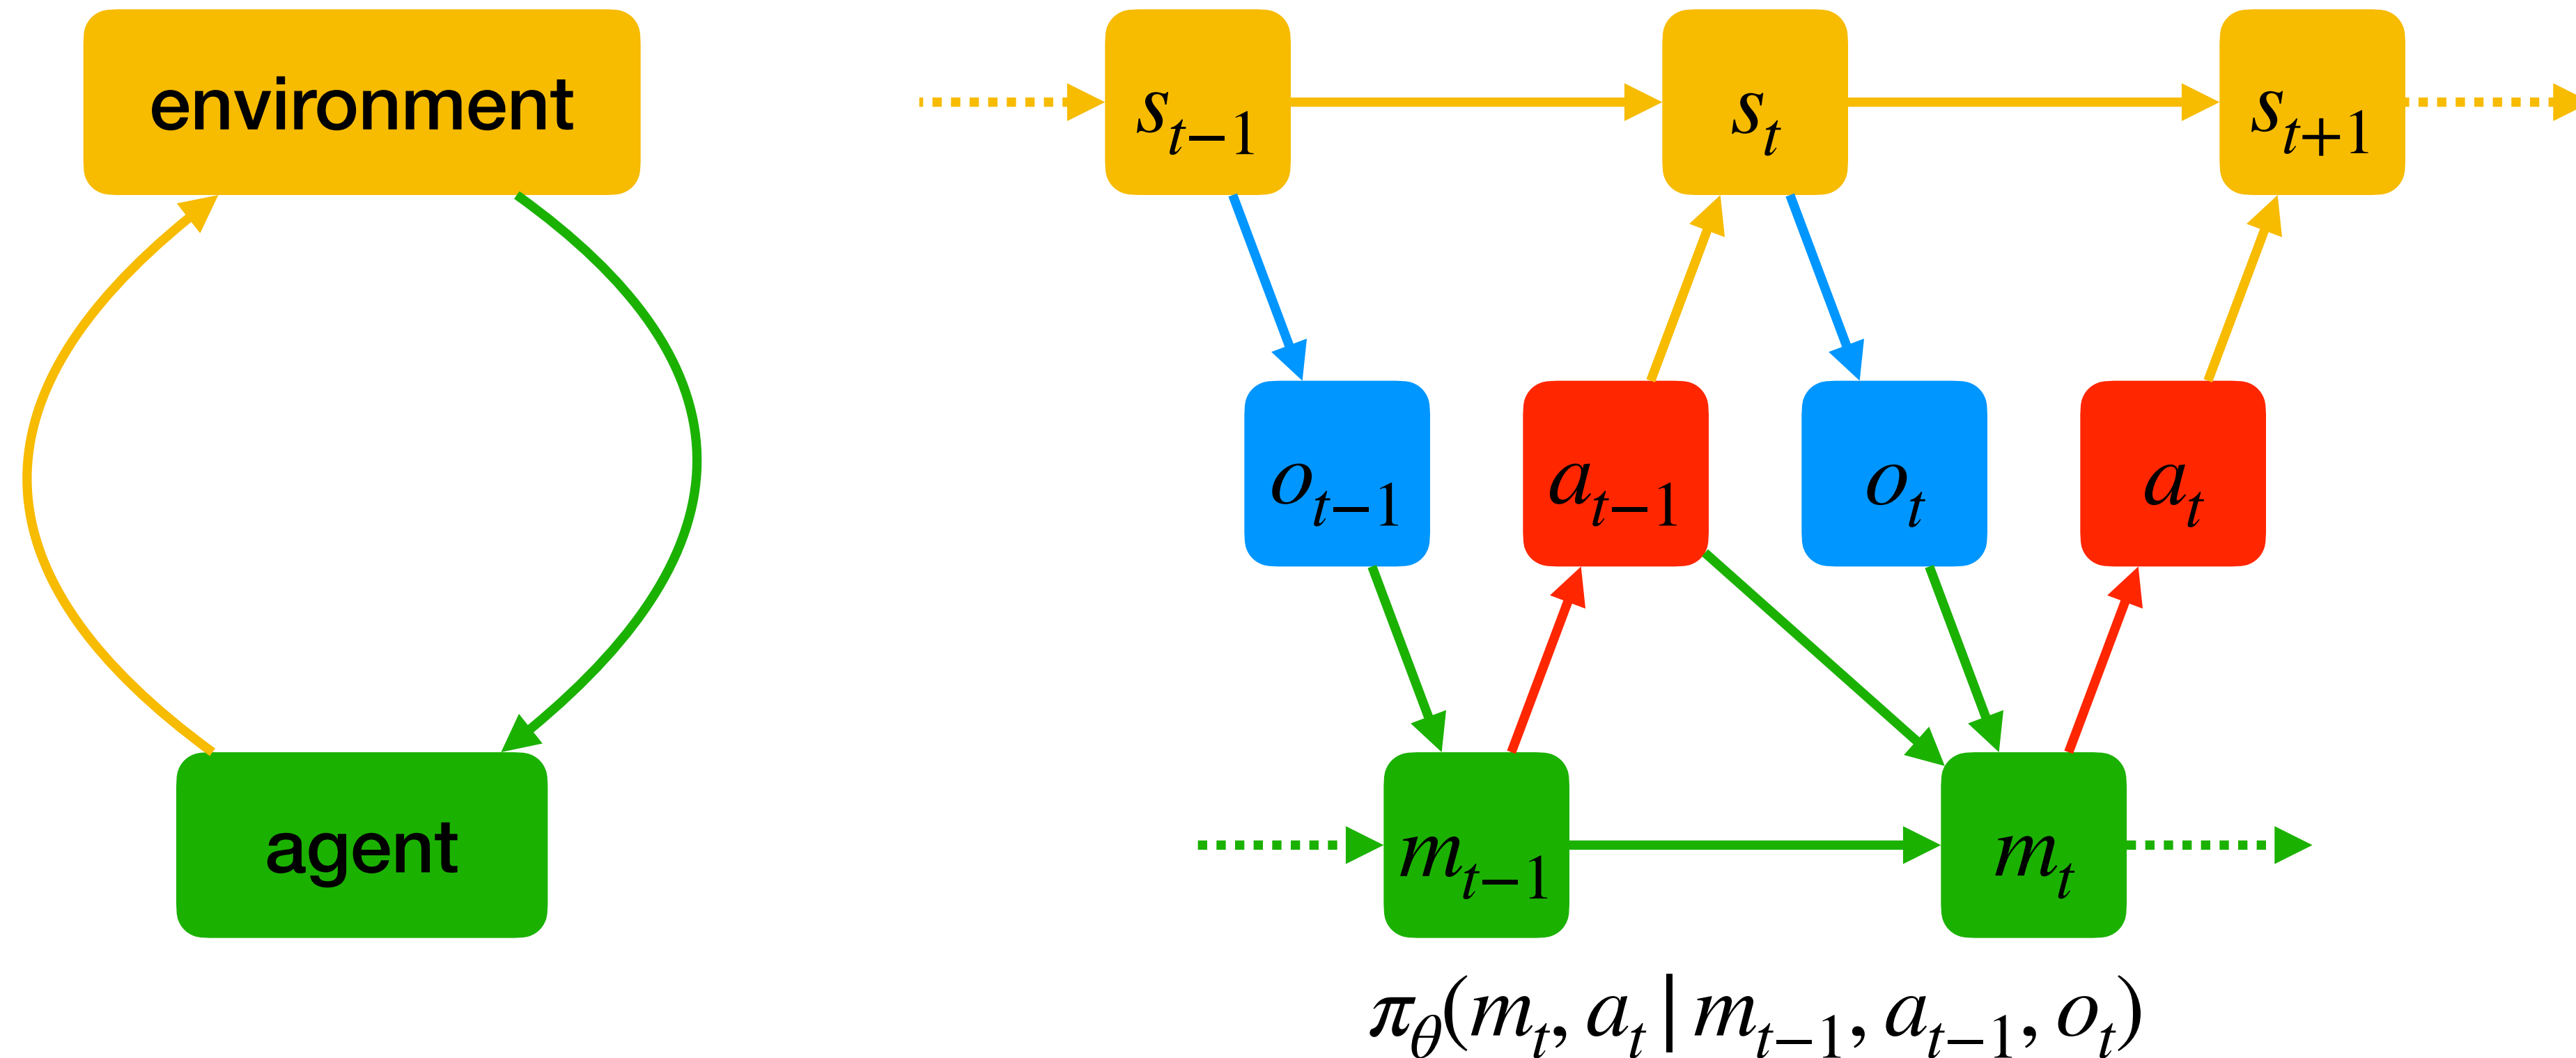 environment
s_{t−1}
s_t
s_{t+1}
o_{t−1}
a_{t−1}
o_t
a_t
agent
m_{t−1}
m_t
π_θ(m_t, a_t | m_{t−1}, a_{t−1}, o_t)